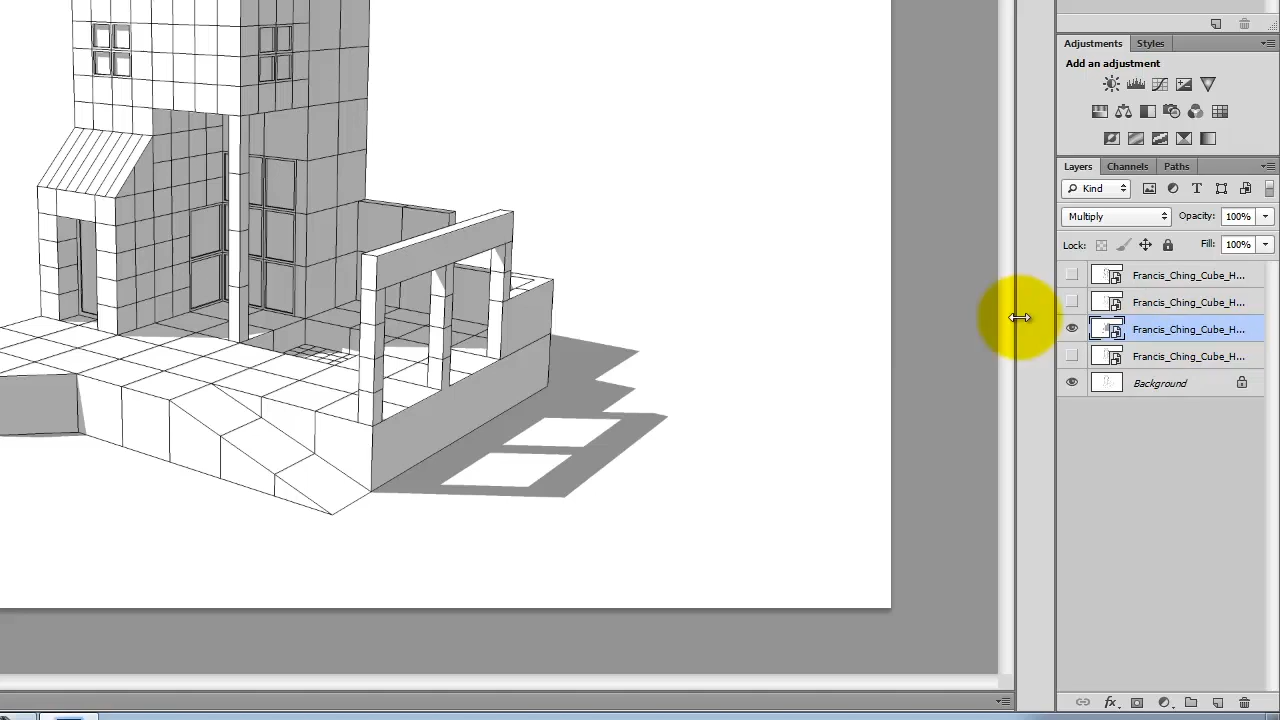 Adjustments Styles
Add an adjustment
Layers Channels Paths
Kind
Multiply Opacity: 100%
Lock: Fill: 100%
Francis_Ching_Cube_H...
Francis_Ching_Cube_H...
Francis_Ching_Cube_H...
Francis_Ching_Cube_H...
Background
fx